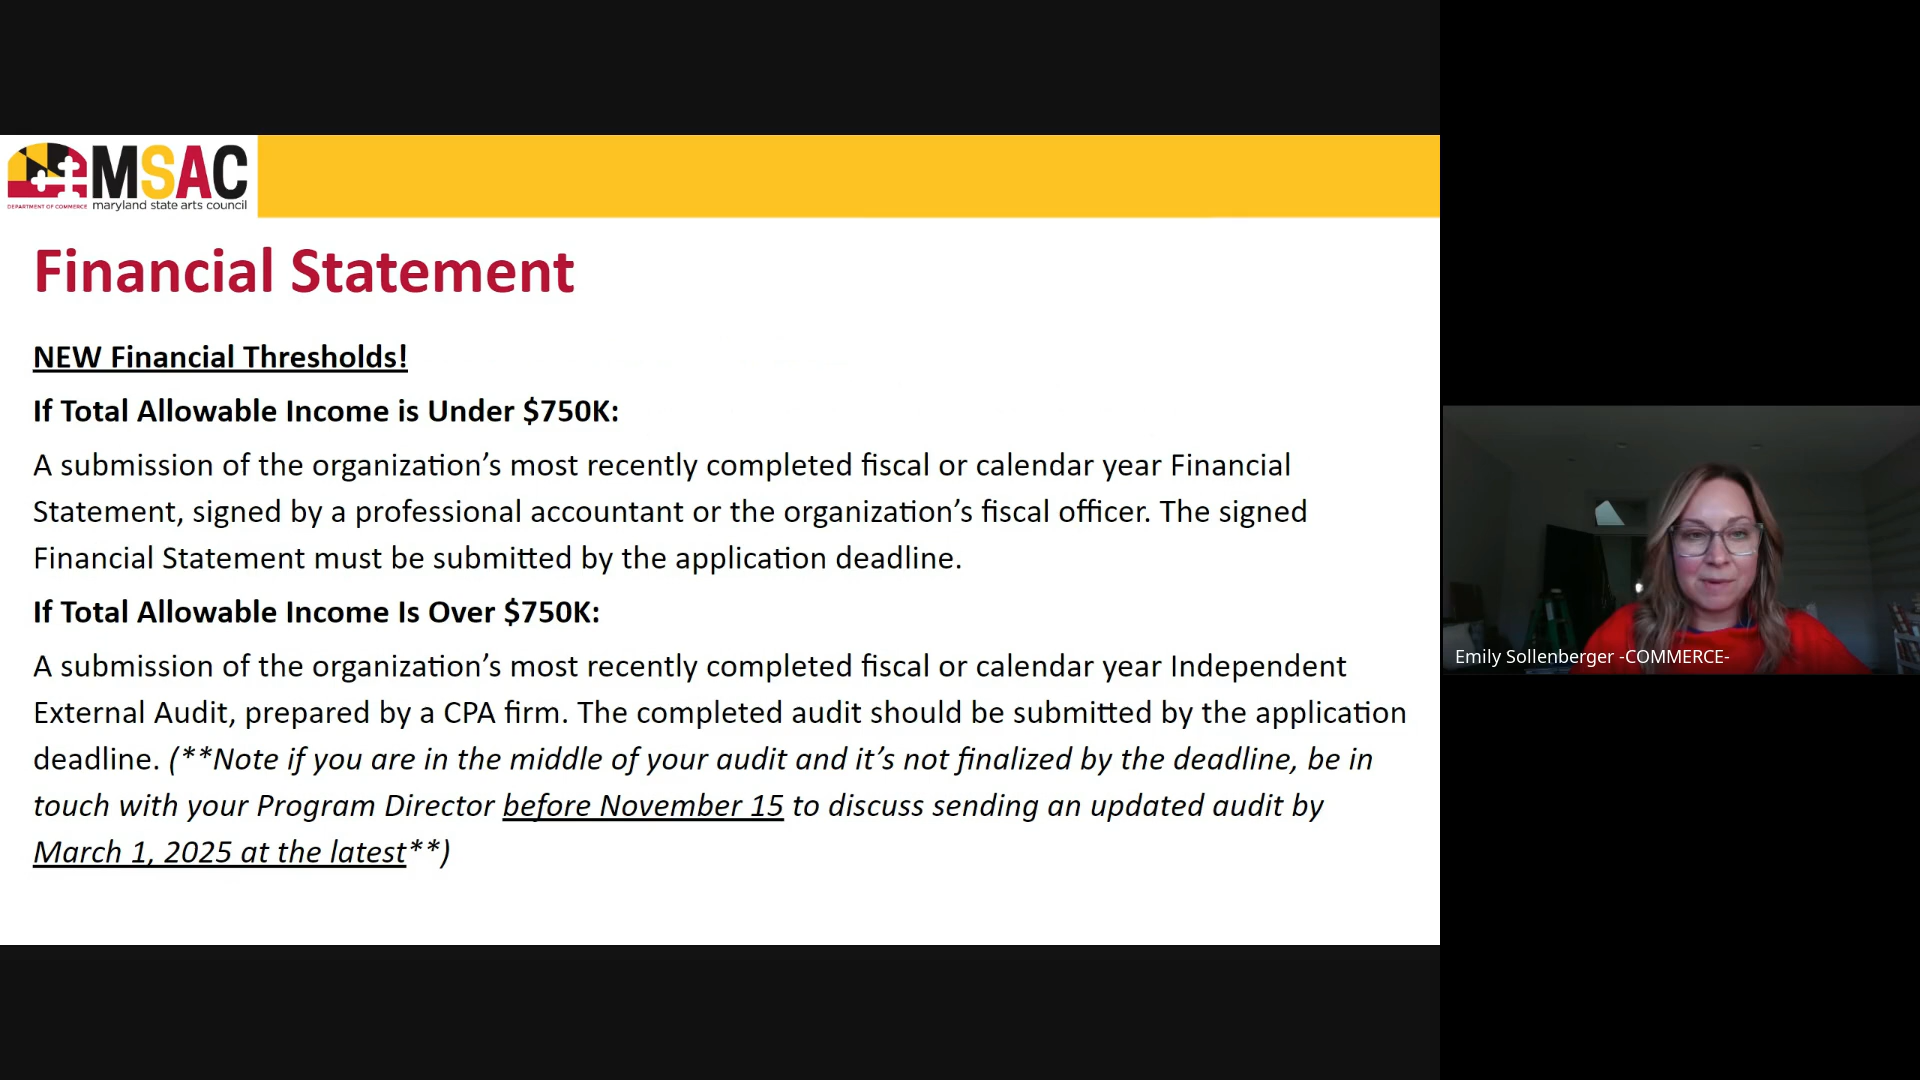 MSAC
DEPARTMENT OF COMMERCE
maryland state arts council
Financial Statement
NEW Financial Thresholds!
If Total Allowable Income is Under $750K:
A submission of the organization’s most recently completed fiscal or calendar year Financial
Statement, signed by a professional accountant or the organization’s fiscal officer. The signed
Financial Statement must be submitted by the application deadline.
If Total Allowable Income Is Over $750K:
A submission of the organization’s most recently completed fiscal or calendar year Independent
External Audit, prepared by a CPA firm. The completed audit should be submitted by the application
deadline. (**Note if you are in the middle of your audit and it’s not finalized by the deadline, be in
touch with your Program Director before November 15 to discuss sending an updated audit by
March 1, 2025 at the latest**)
Emily Sollenberger -COMMERCE-